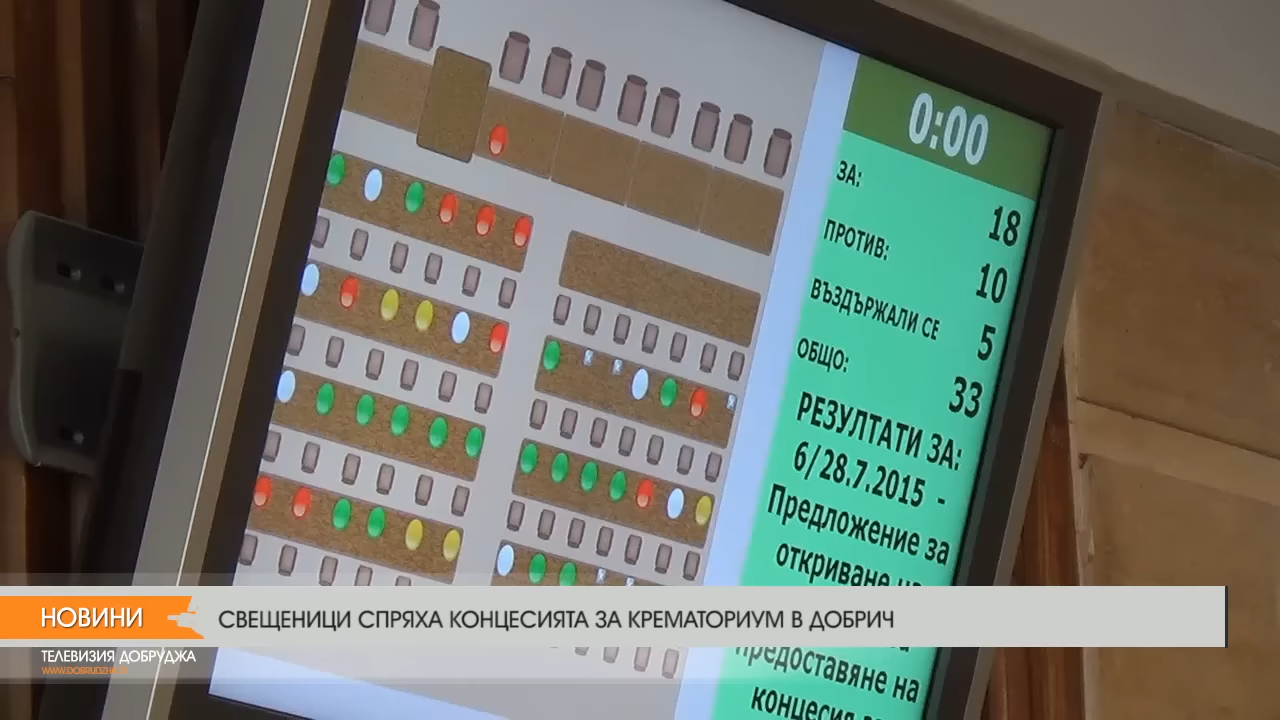 0:00
ЗА: 18
ПРОТИВ: 10
ВЪЗДЪРЖАЛИ СЕ 5
ОБЩО: 33
РЕЗУЛТАТИ ЗА:
6/28.7.2015 -
Предложение за
откриване
предоставяне на
концесия
НОВИНИ
СВЕЩЕНИЦИ СПРЯХА КОНЦЕСИЯТА ЗА КРЕМАТОРИУМ В ДОБРИЧ
ТЕЛЕВИЗИЯ ДОБРУДЖА